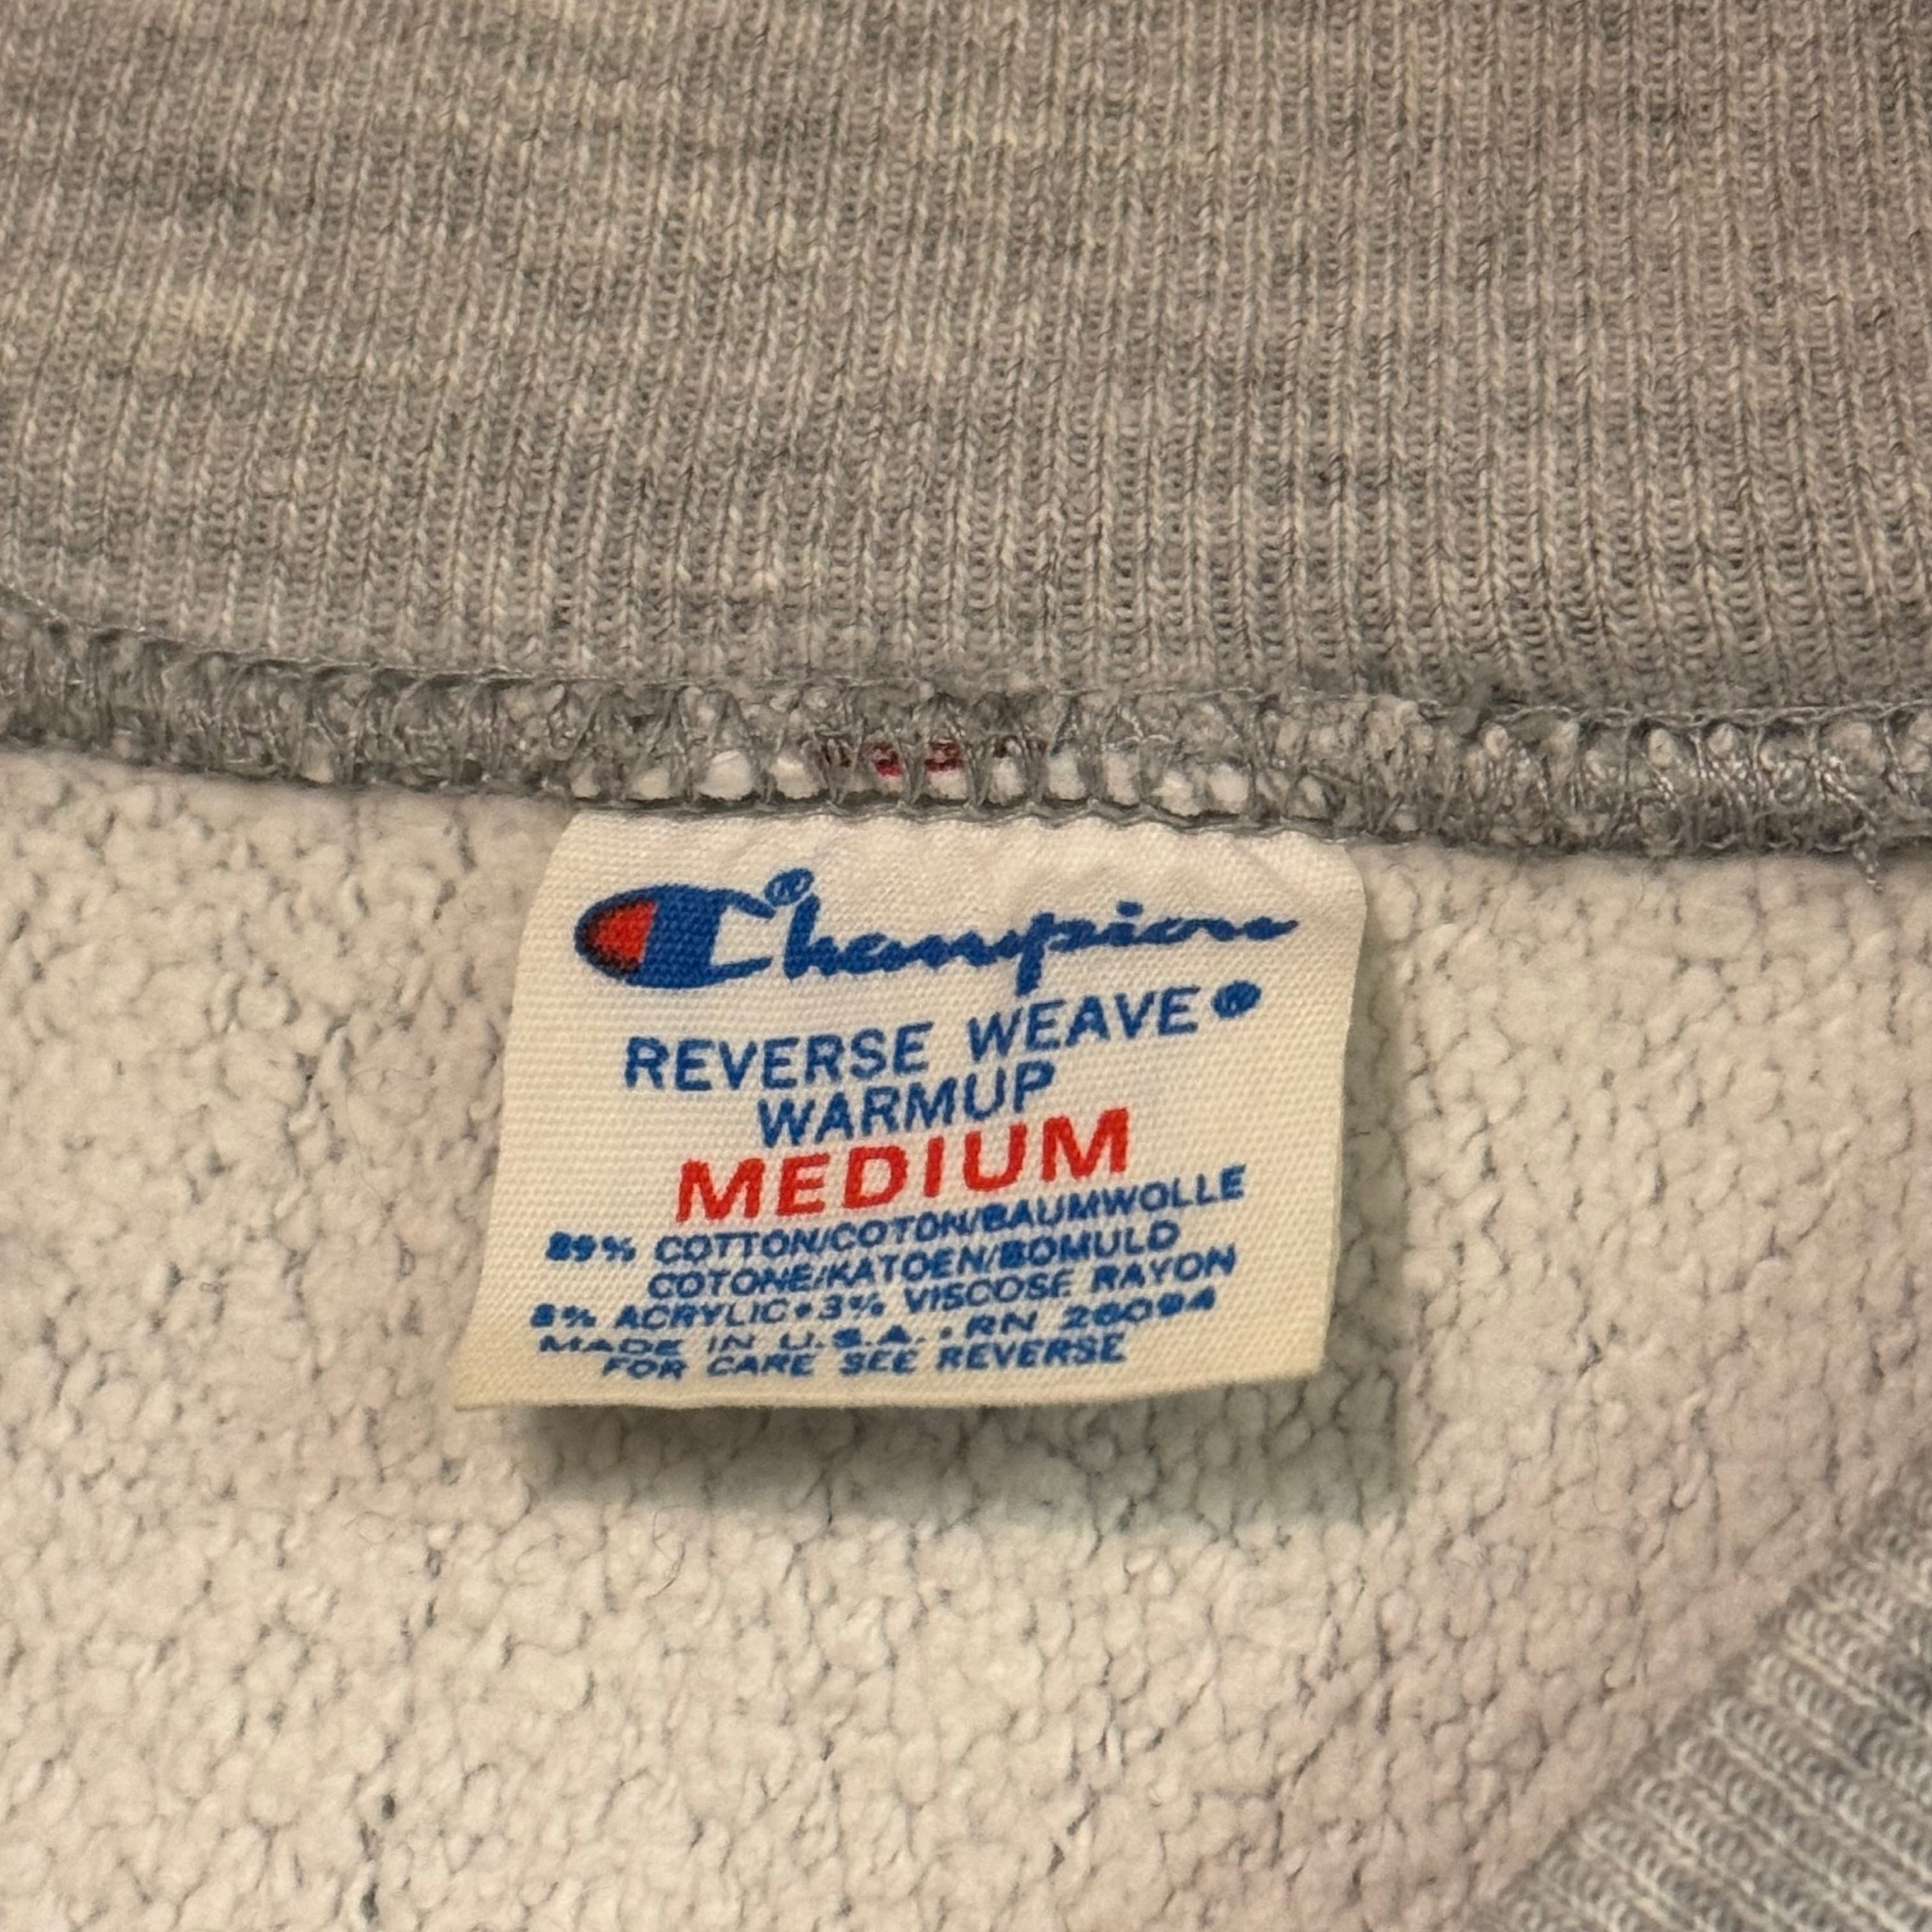 Champion®
REVERSE WEAVE®
WARMUP
MEDIUM
89% COTTON/COTON/BAUMWOLLE
COTONE/KATOEN/BOMULD
8% ACRYLIC•3% VISCOSE RAYON
MADE IN U.S.A.•RN 26094
FOR CARE SEE REVERSE